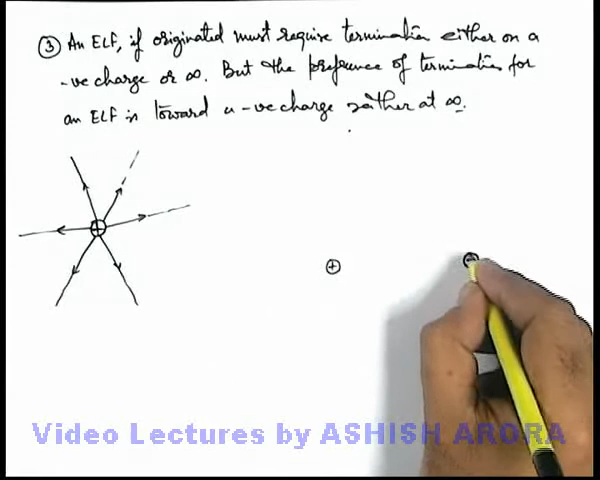 ③ An ELF, if originated must require termination either on a
-ve charge or ∞. But the prefrence of termination for
an ELF is toward a -ve charge rather at ∞.
Video Lectures by ASHISH ARORA